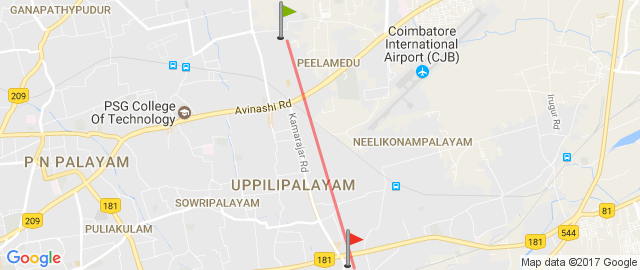 GANAPATHYPUDUR
Coimbatore
International
Airport (CJB)
PEELAMEDU
209
PSG College
Of Technology
Avinashi Rd
Kamarajar Rd
Irugur Rd
NEELIKONAMPALAYAM
P N PALAYAM
UPPILIPALAYAM
181
SOWRIPALAYAM
209
PULIAKULAM
81
544
181
181
Google
Map data ©2017 Google